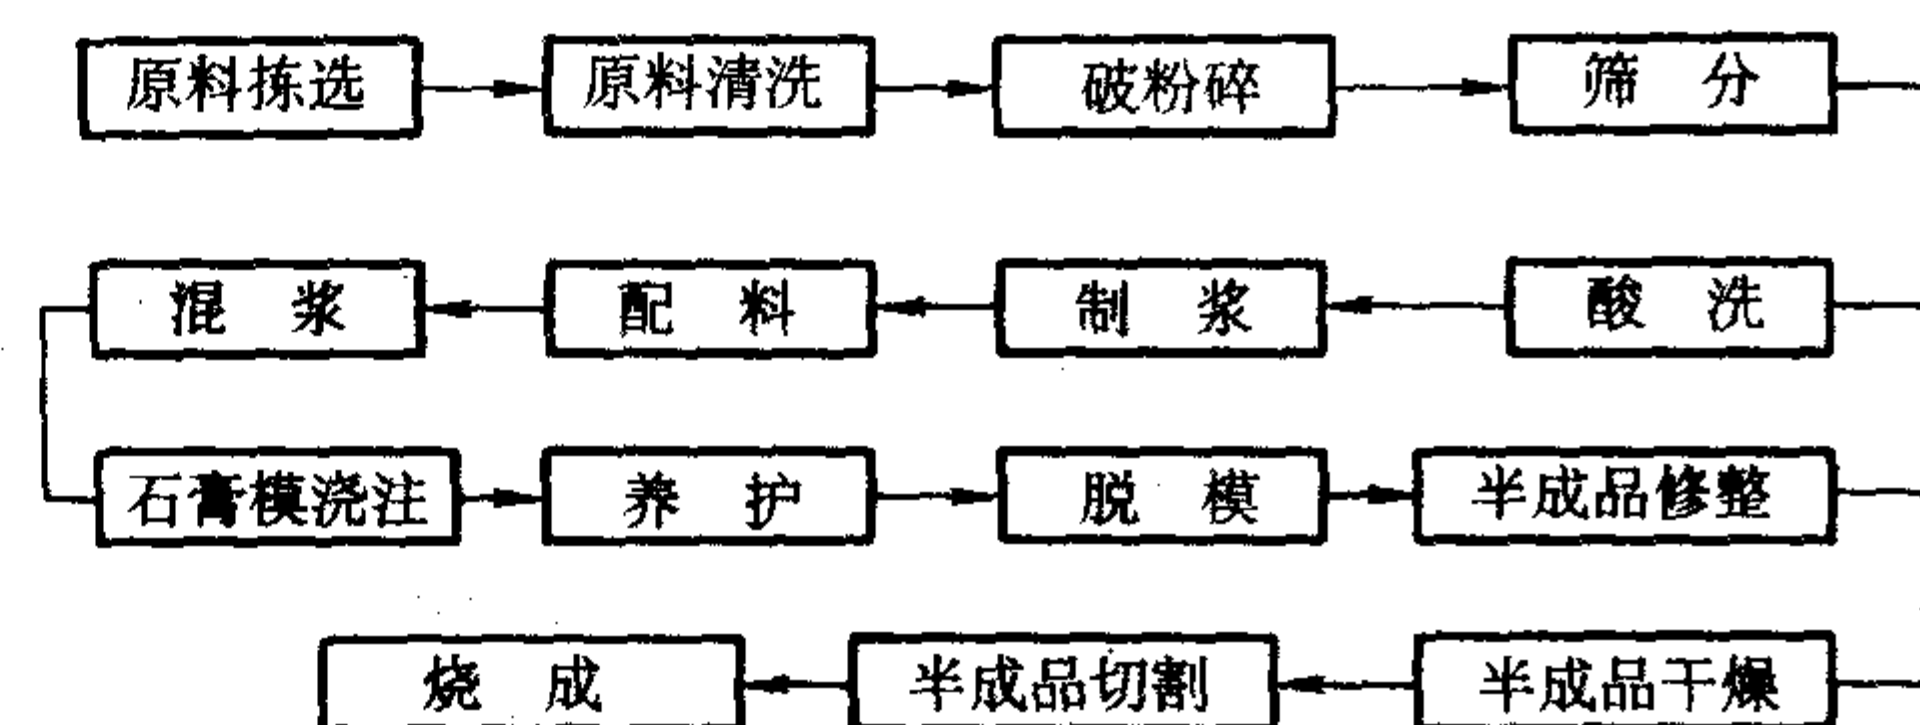 原料拣选 原料清洗 破粉碎 筛 分
混 浆 配 料 制 浆 酸 洗
石膏模浇注 养 护 脱 模 半成品修整
烧 成 半成品切割 半成品干燥